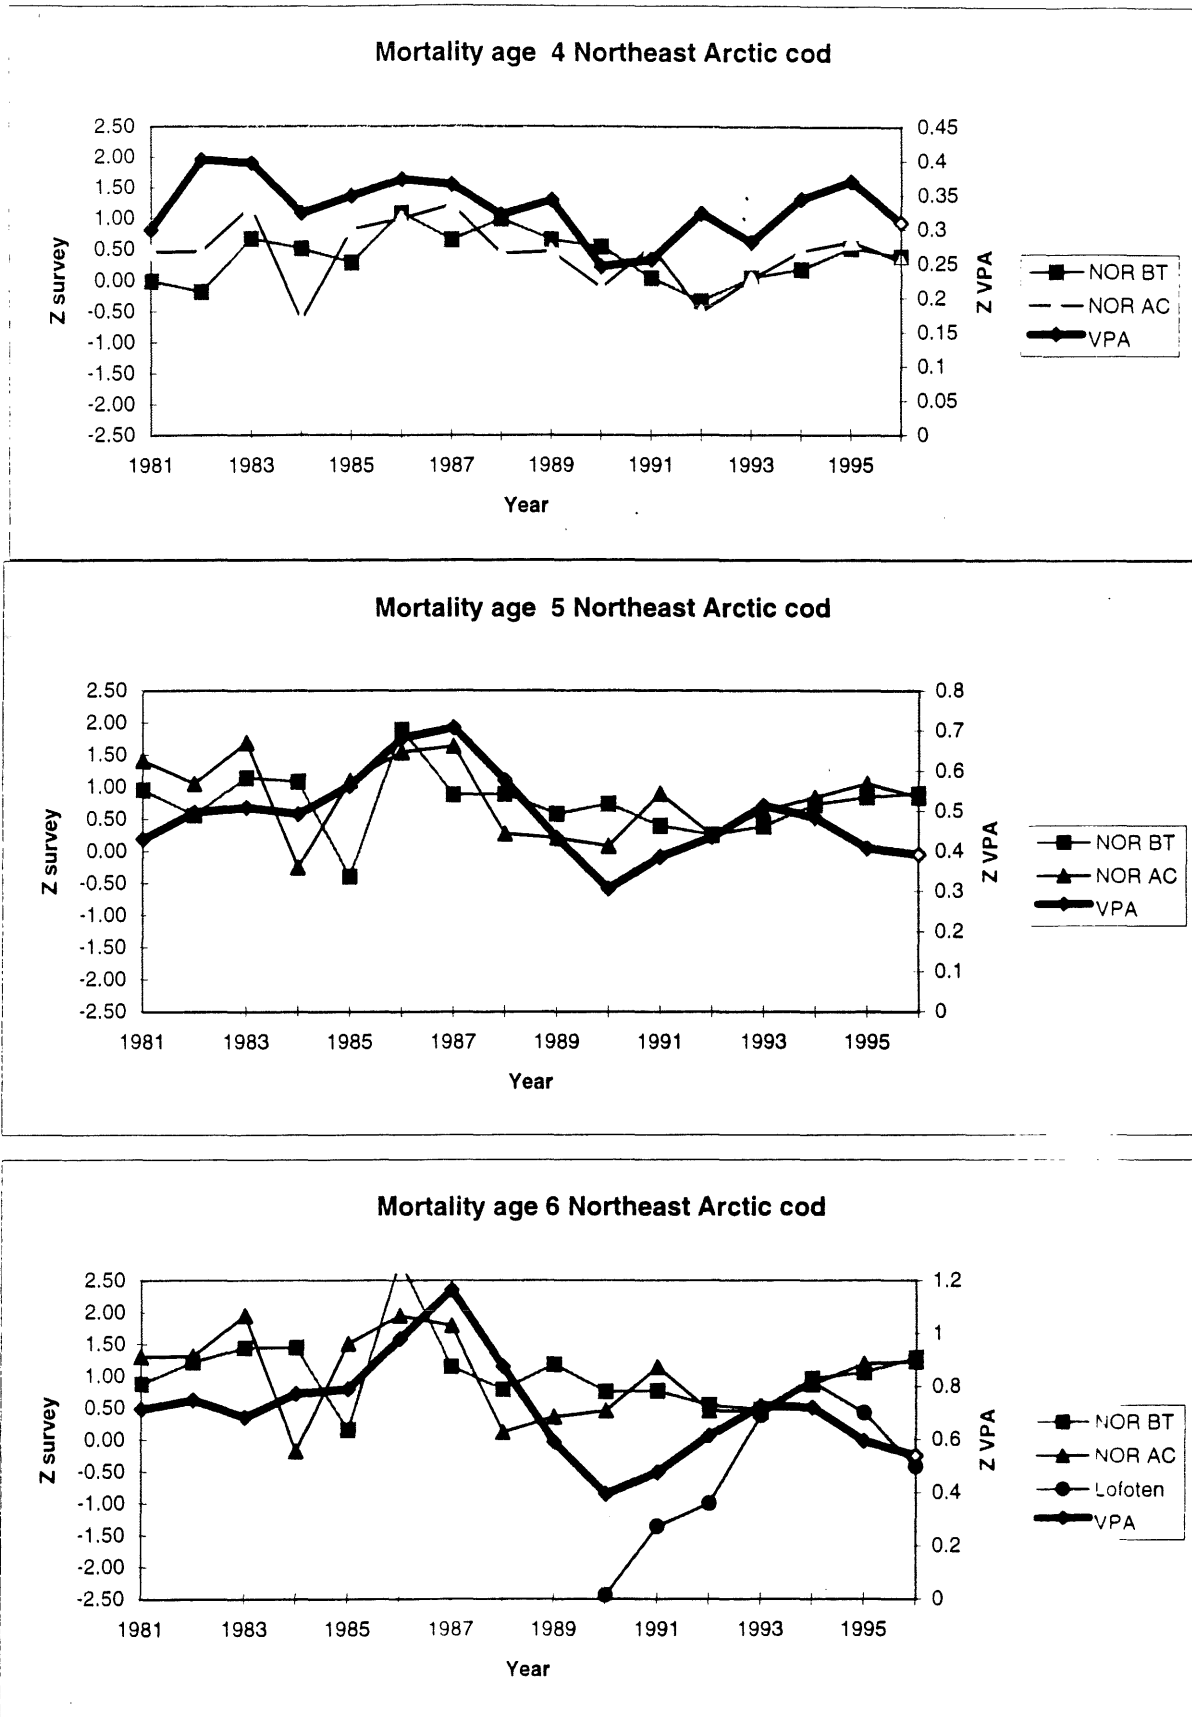 Mortality age 4 Northeast Arctic cod
2.50
2.00
1.50
1.00
0.50
0.00
-0.50
-1.00
-1.50
-2.00
-2.50
Z survey
0.45
0.4
0.35
0.3
0.25
0.2
0.15
0.1
0.05
0
Z VPA
1981 1983 1985 1987 1989 1991 1993 1995
Year
NOR BT
NOR AC
VPA
Mortality age 5 Northeast Arctic cod
2.50
2.00
1.50
1.00
0.50
0.00
-0.50
-1.00
-1.50
-2.00
-2.50
Z survey
0.8
0.7
0.6
0.5
0.4
0.3
0.2
0.1
0
Z VPA
1981 1983 1985 1987 1989 1991 1993 1995
Year
NOR BT
NOR AC
VPA
Mortality age 6 Northeast Arctic cod
2.50
2.00
1.50
1.00
0.50
0.00
-0.50
-1.00
-1.50
-2.00
-2.50
Z survey
1.2
1
0.8
0.6
0.4
0.2
0
Z VPA
1981 1983 1985 1987 1989 1991 1993 1995
Year
NOR BT
NOR AC
Lofoten
VPA